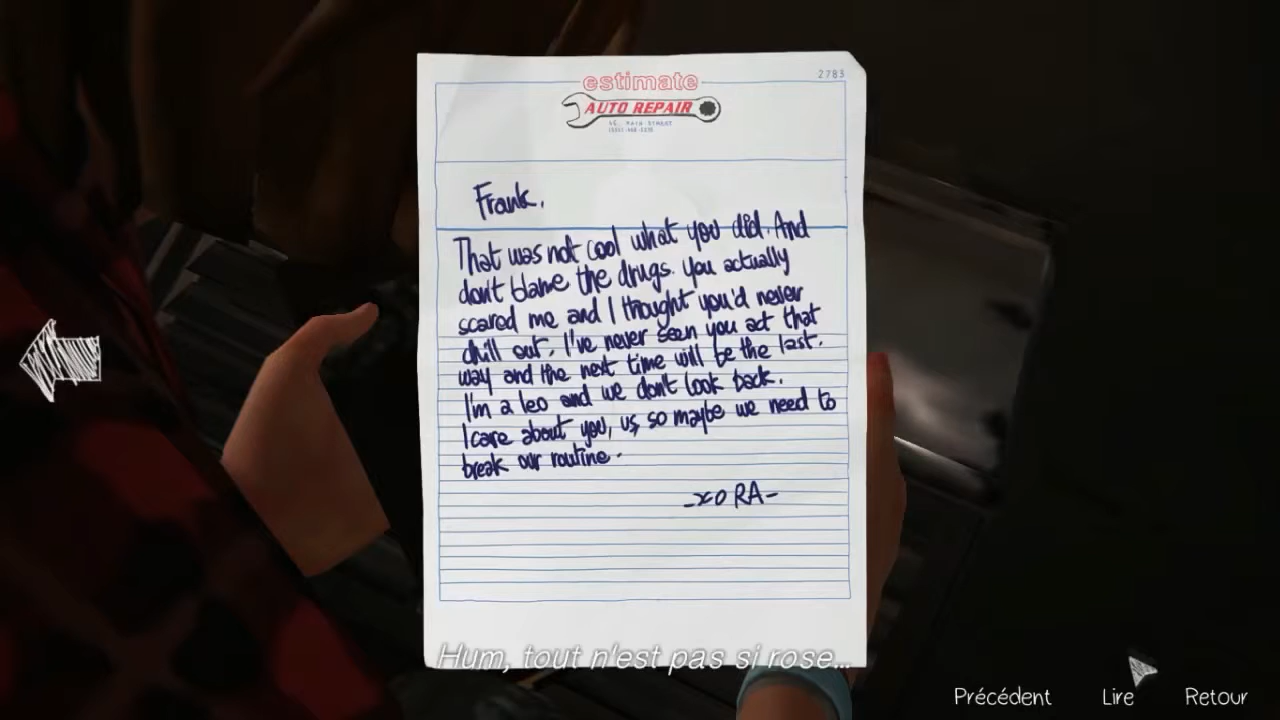 2783
estimate
AUTO REPAIR
Frank,
That was not cool what you did. And
don't blame the drugs. You actually
scared me and I thought you'd never
chill out. I've never seen you act that
way and the next time will be the last.
I'm a leo and we don't look back.
I care about you, us, so maybe we need to
break our routine.
-xo RA-
Hum, tout n'est pas si rose...
Précédent Lire Retour